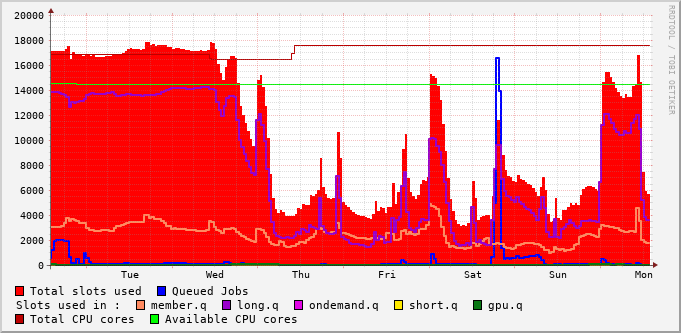 20000
18000
16000
14000
12000
10000
8000
6000
4000
2000
0
Tue Wed Thu Fri Sat Sun Mon
RRDTOOL / TOBI OETIKER
Total slots used Queued Jobs
Slots used in : member.q long.q ondemand.q short.q gpu.q
Total CPU cores Available CPU cores